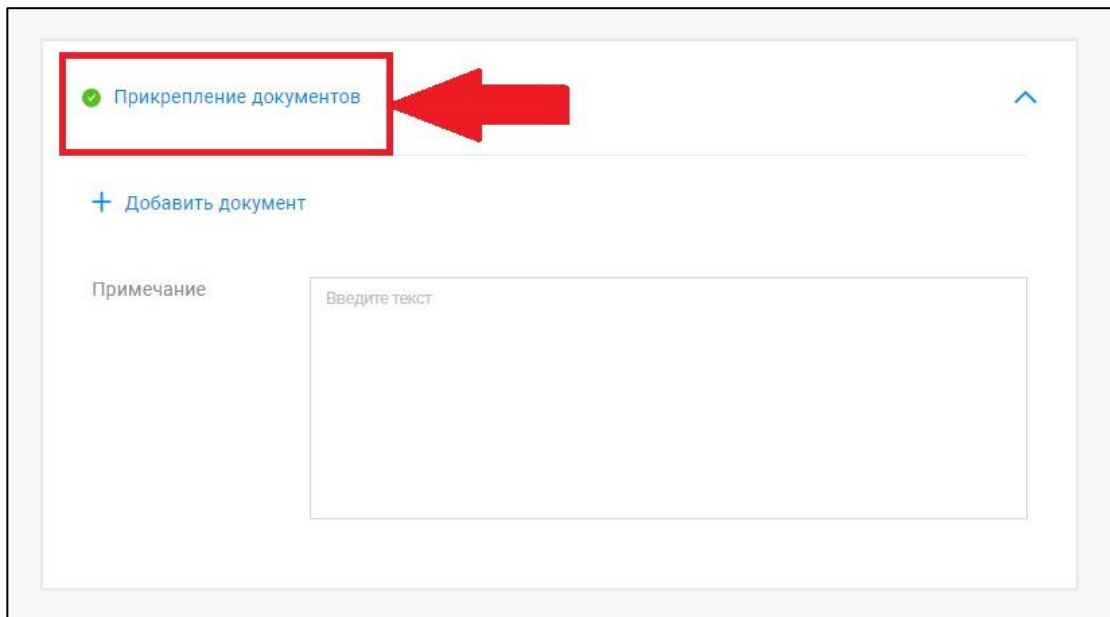 Прикрепление документов
Добавить документ
Примечание
Введите текст